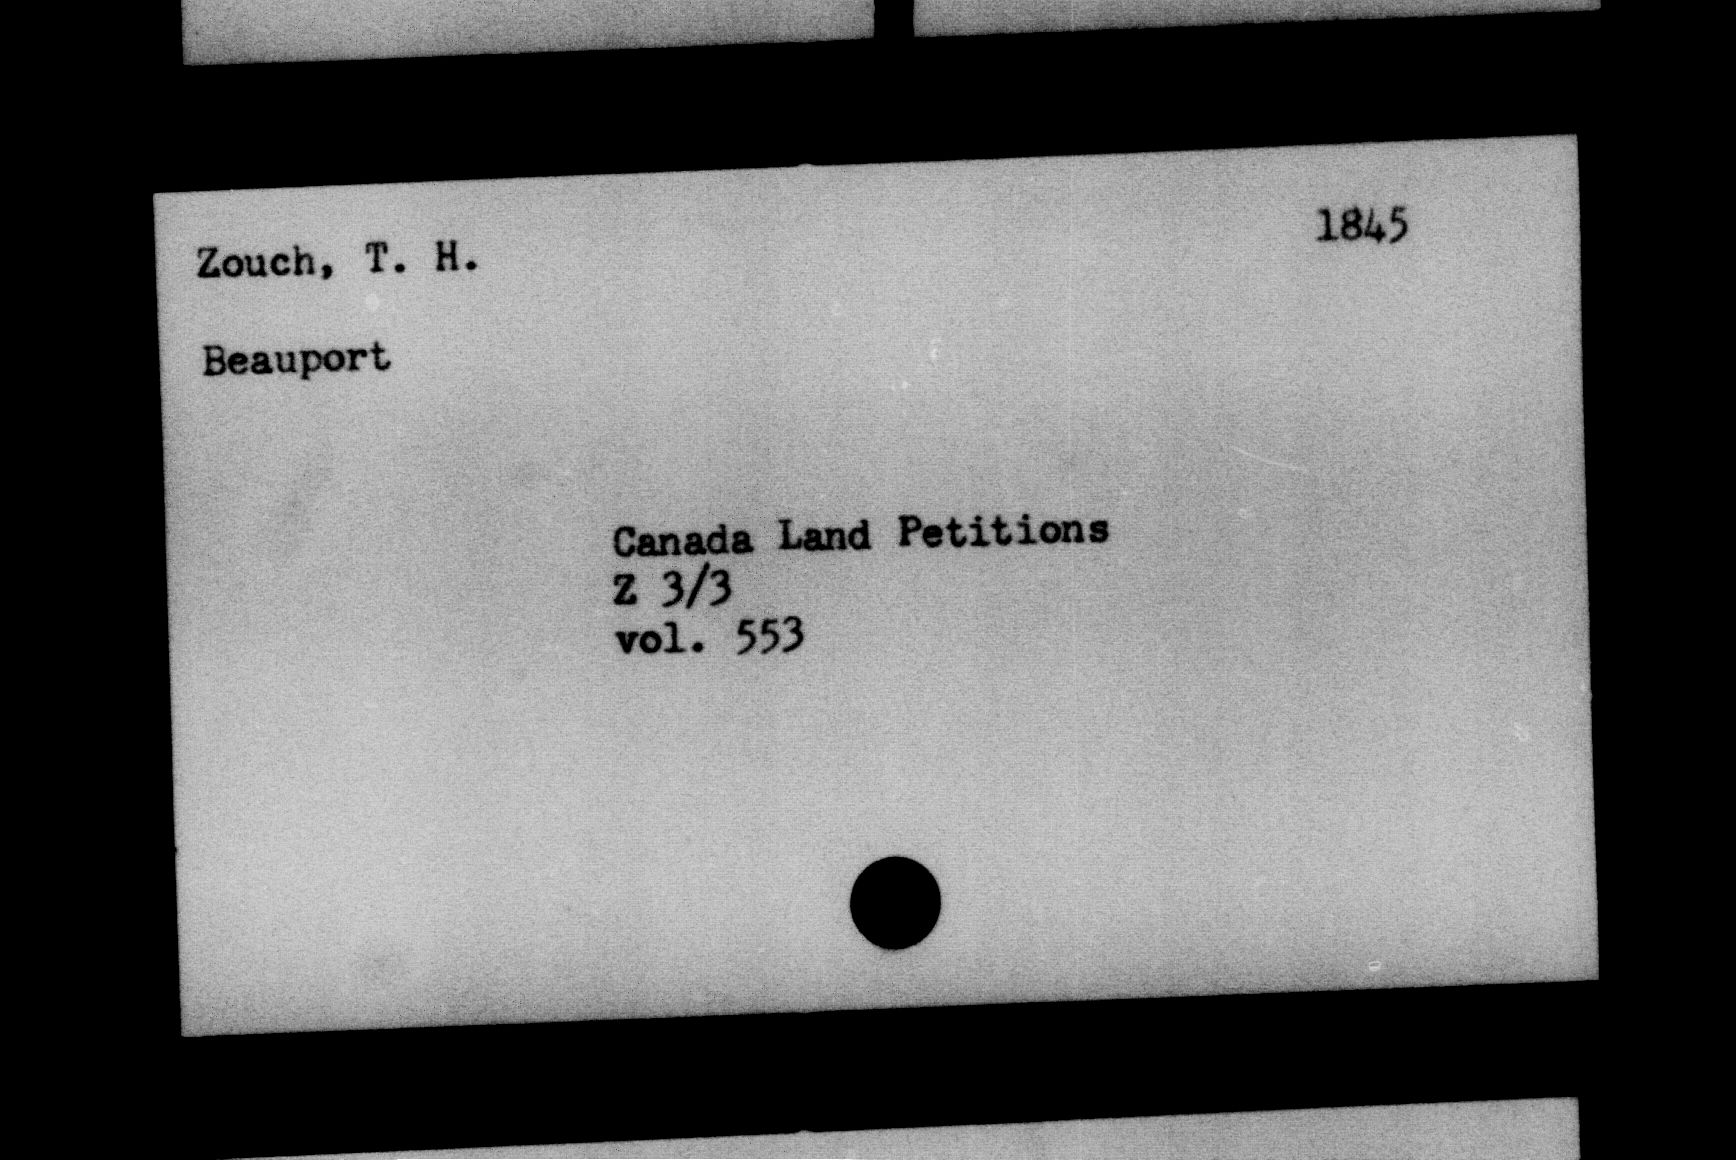 Zouch, T. H.
1845
Beauport
Canada Land Petitions
Z 3/3
vol. 553